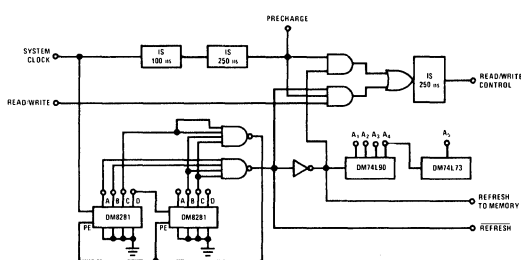 PRECHARGE
SYSTEM
CLOCK
IS
100 ns
IS
250 ns
IS
250 ns
READ/WRITE
CONTROL
READ/WRITE
A1 A2 A3 A4
A5
DM74L90
DM74L73
A B C D
A B C D
DM8281
DM8281
PE
PE
REFRESH
TO MEMORY
REFRESH